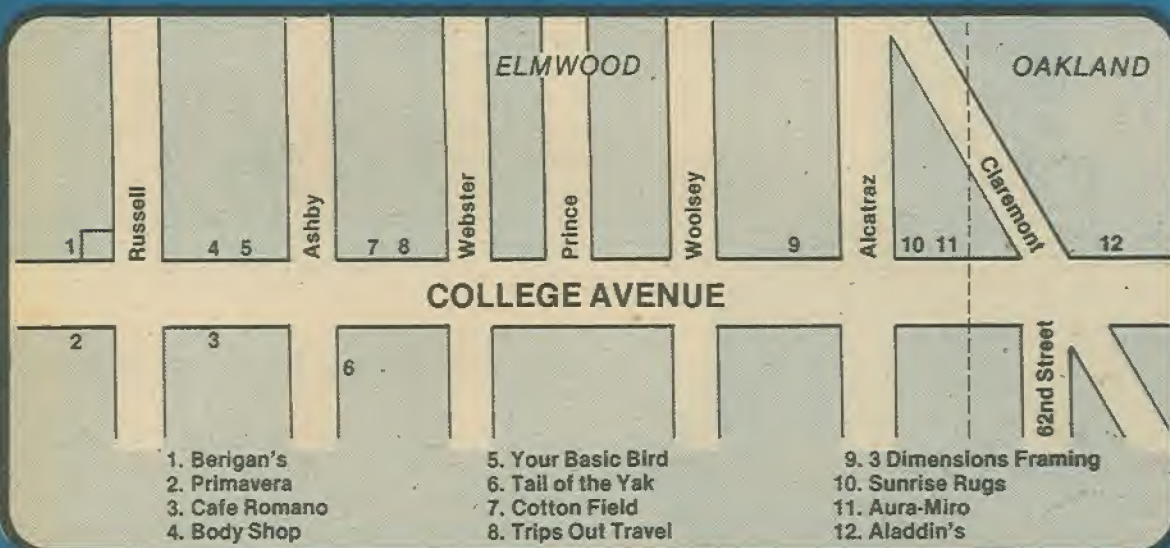 ELMWOOD
OAKLAND
Russell
Ashby
Webster
Prince
Woolsey
Alcatraz
Claremont
1
4 5
7 8
9
10 11
12
COLLEGE AVENUE
2
3
6
62nd Street
1. Berigan's
2. Primavera
3. Cafe Romano
4. Body Shop
5. Your Basic Bird
6. Tail of the Yak
7. Cotton Field
8. Trips Out Travel
9. 3 Dimensions Framing
10. Sunrise Rugs
11. Aura-Miro
12. Aladdin's